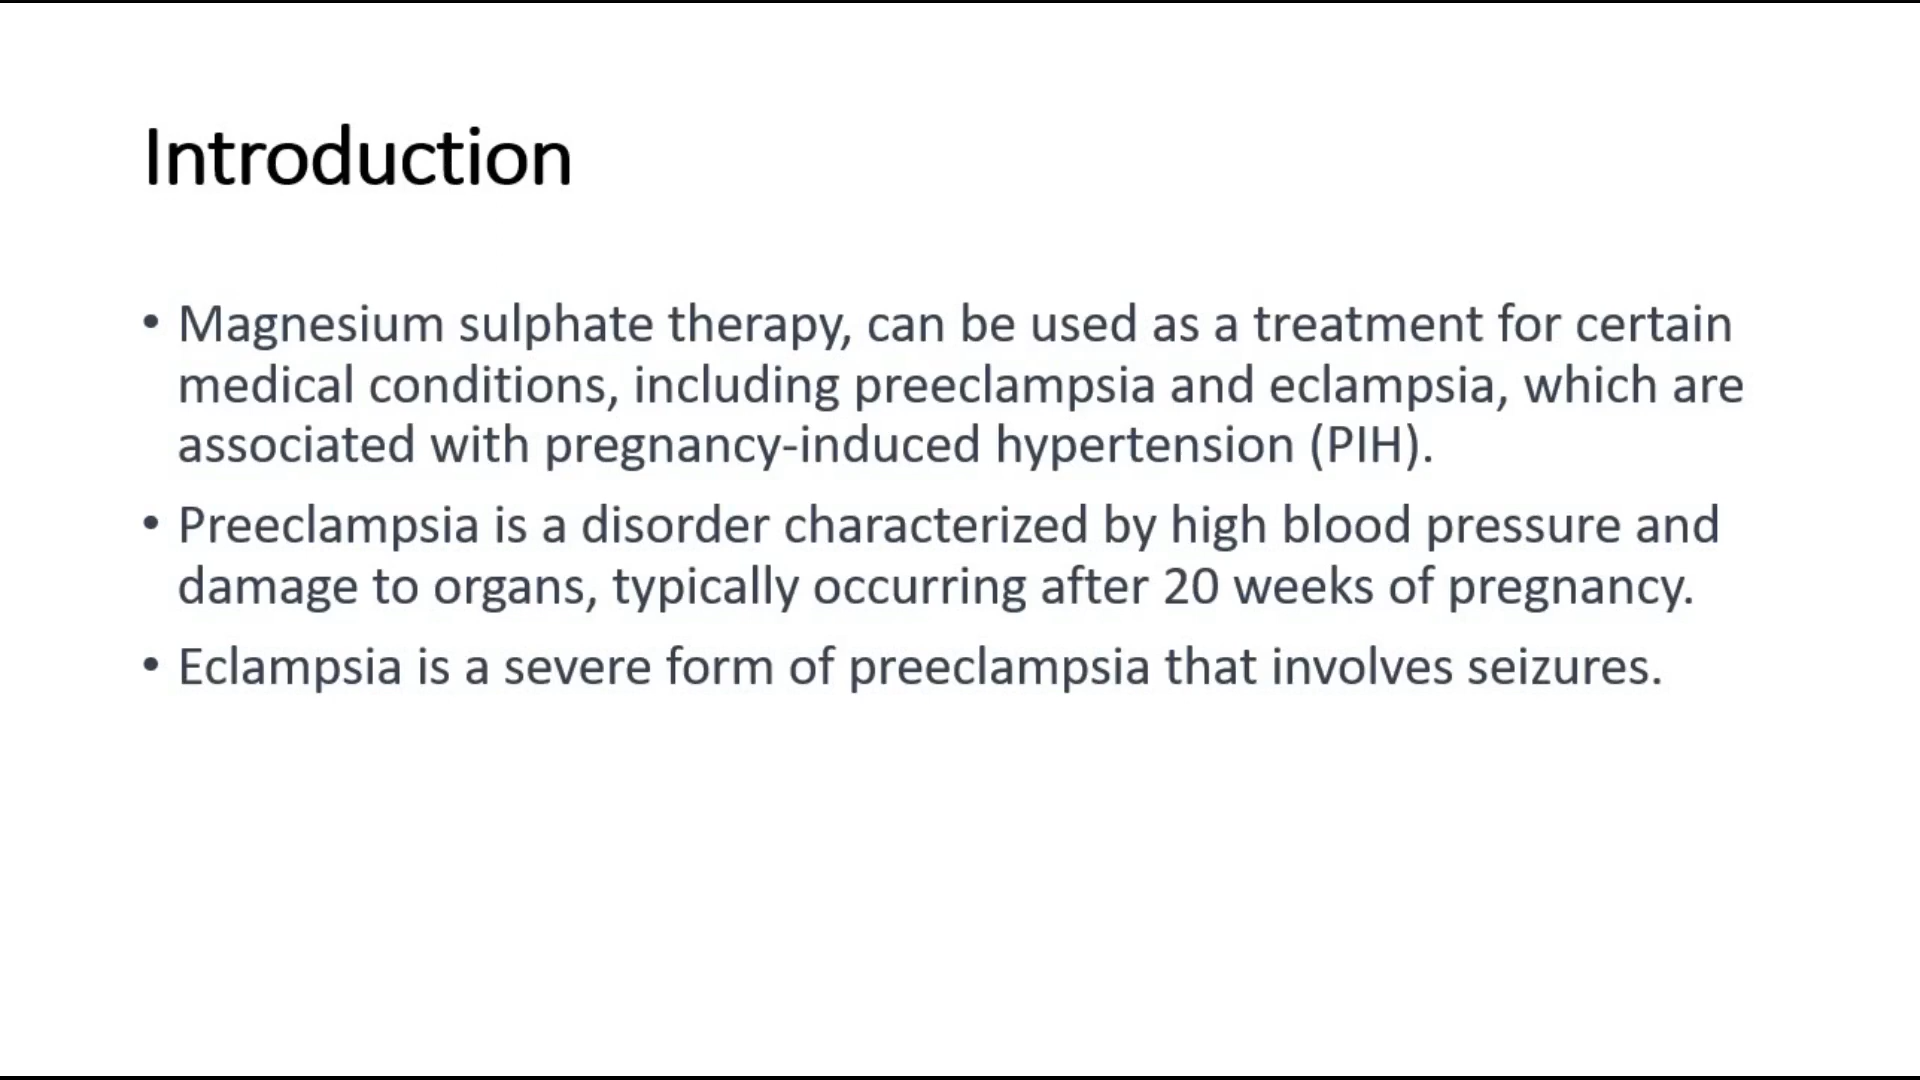 Introduction
• Magnesium sulphate therapy, can be used as a treatment for certain
medical conditions, including preeclampsia and eclampsia, which are
associated with pregnancy-induced hypertension (PIH).
• Preeclampsia is a disorder characterized by high blood pressure and
damage to organs, typically occurring after 20 weeks of pregnancy.
• Eclampsia is a severe form of preeclampsia that involves seizures.